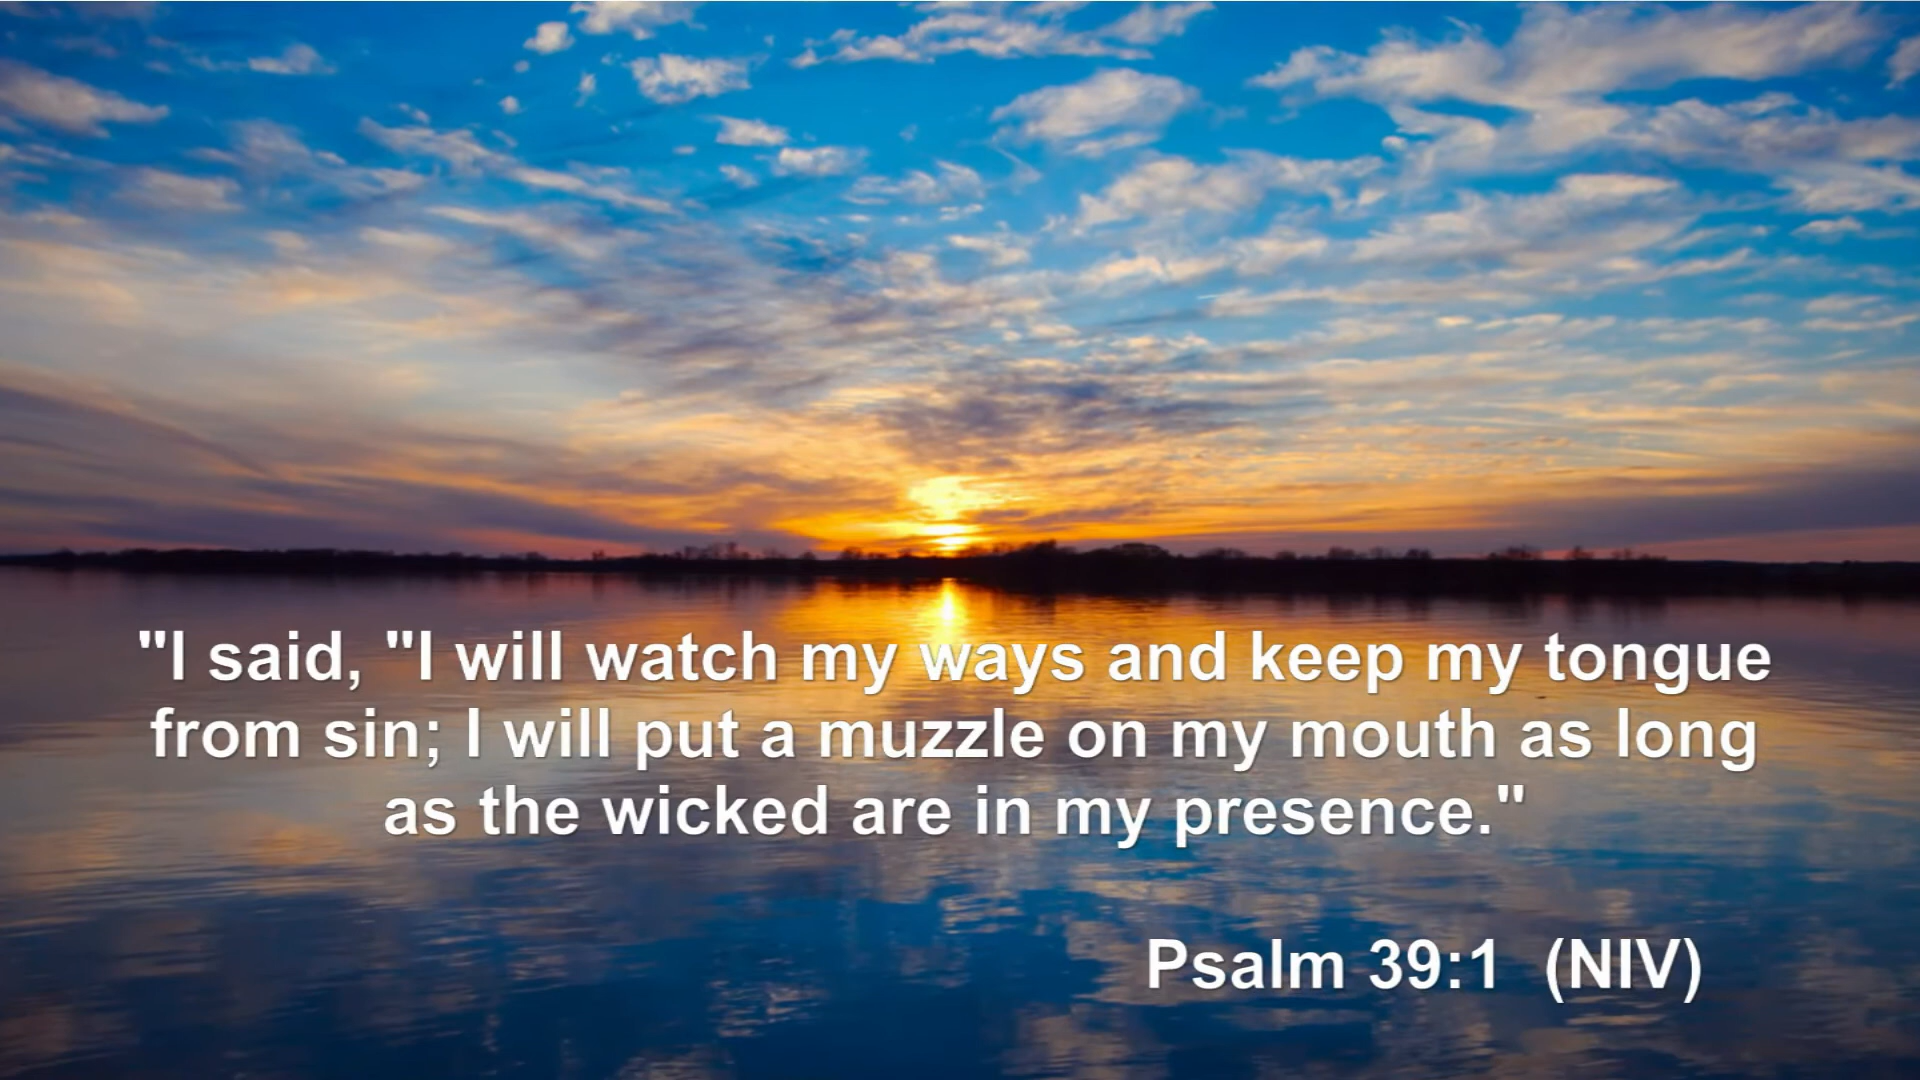 "I said, "I will watch my ways and keep my tongue
from sin; I will put a muzzle on my mouth as long
as the wicked are in my presence."
Psalm 39:1  (NIV)